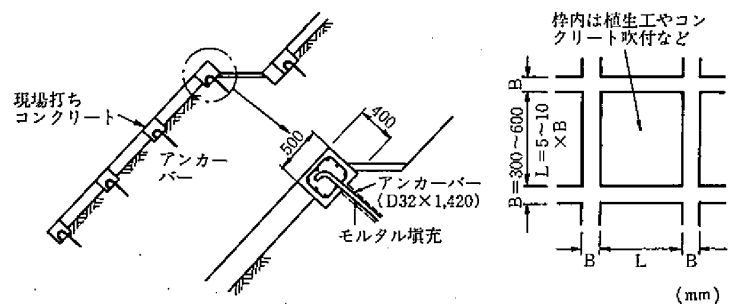 現場打ち
コンクリート
アンカー
バー
500
400
アンカーバー
(D32×1,420)
モルタル填充
枠内は植生工やコン
クリート吹付など
B
B=300~600
L=5~10
×B
B
L
B
(mm)